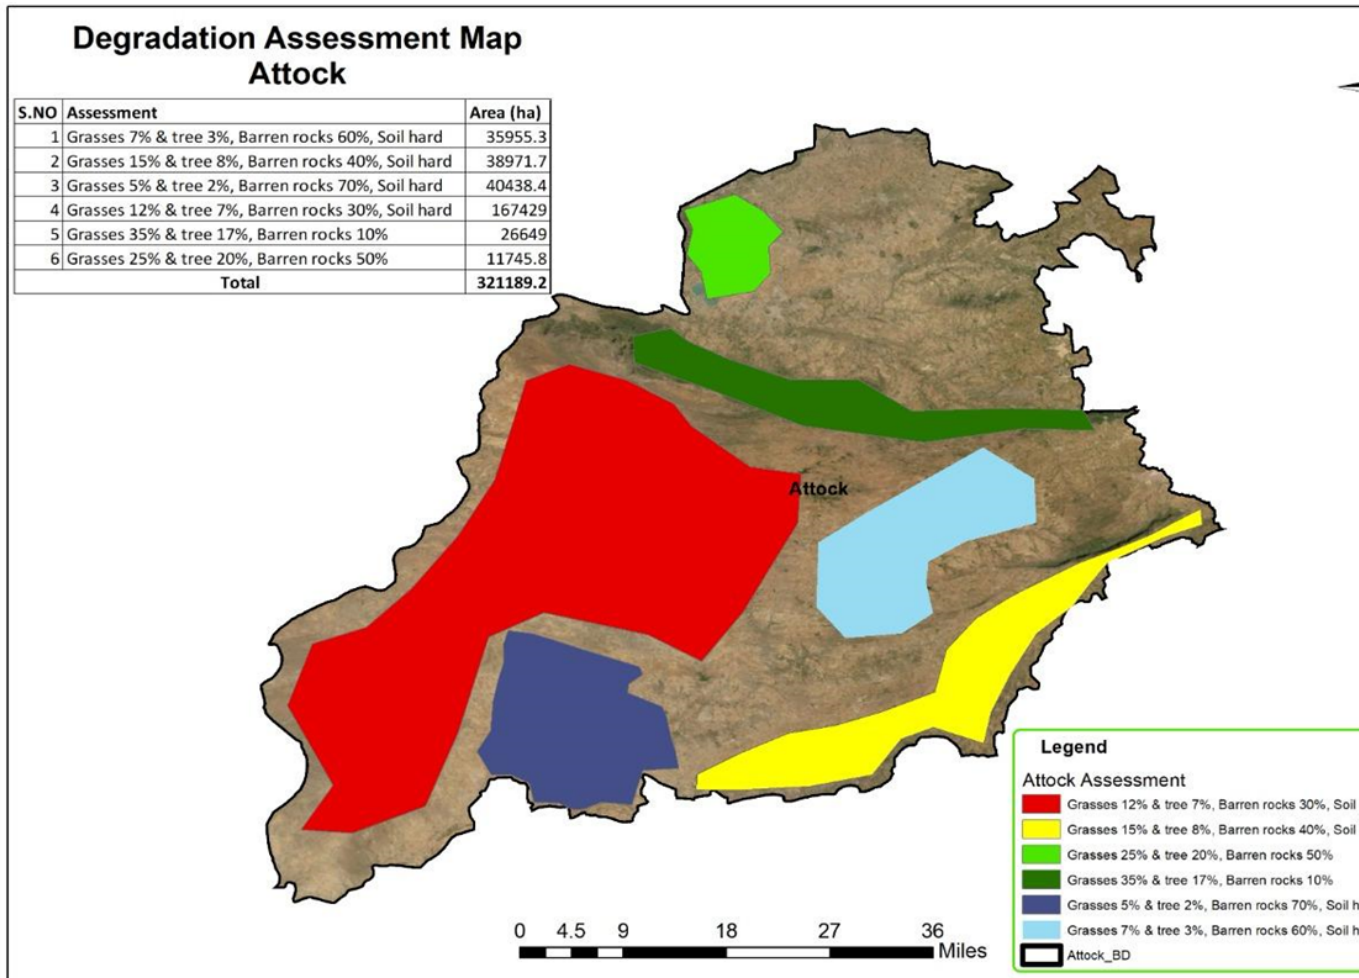 Degradation Assessment Map
Attock
S.NO Assessment Area (ha)
1 Grasses 7% & tree 3%, Barren rocks 60%, Soil hard 35955.3
2 Grasses 15% & tree 8%, Barren rocks 40%, Soil hard 38971.7
3 Grasses 5% & tree 2%, Barren rocks 70%, Soil hard 40438.4
4 Grasses 12% & tree 7%, Barren rocks 30%, Soil hard 167429
5 Grasses 35% & tree 17%, Barren rocks 10% 26649
6 Grasses 25% & tree 20%, Barren rocks 50% 11745.8
Total 321189.2
Attock
Legend
Attock Assessment
Grasses 12% & tree 7%, Barren rocks 30%, Soil
Grasses 15% & tree 8%, Barren rocks 40%, Soil
Grasses 25% & tree 20%, Barren rocks 50%
Grasses 35% & tree 17%, Barren rocks 10%
Grasses 5% & tree 2%, Barren rocks 70%, Soil h
Grasses 7% & tree 3%, Barren rocks 60%, Soil h
Attock_BD
0 4.5 9 18 27 36
Miles